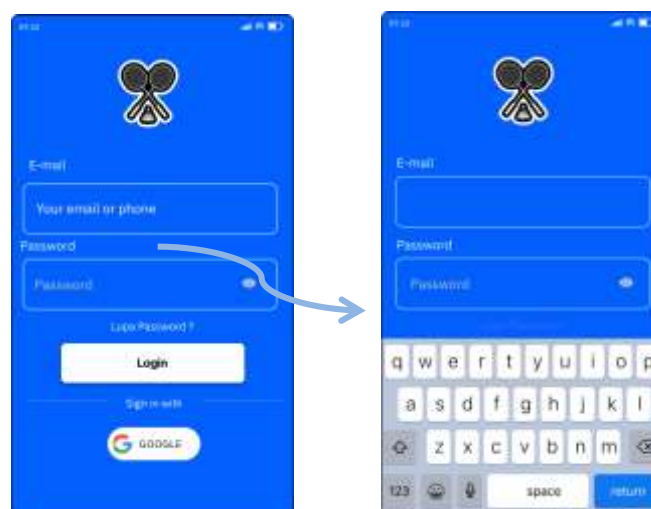 E-mail
Your email or phone
Password
Password
Lupa Password ?
Login
Sign in with
GOOGLE
E-mail
Password
Password
q w e r t y u i o p
a s d f g h j k l
z x c v b n m
123 space return